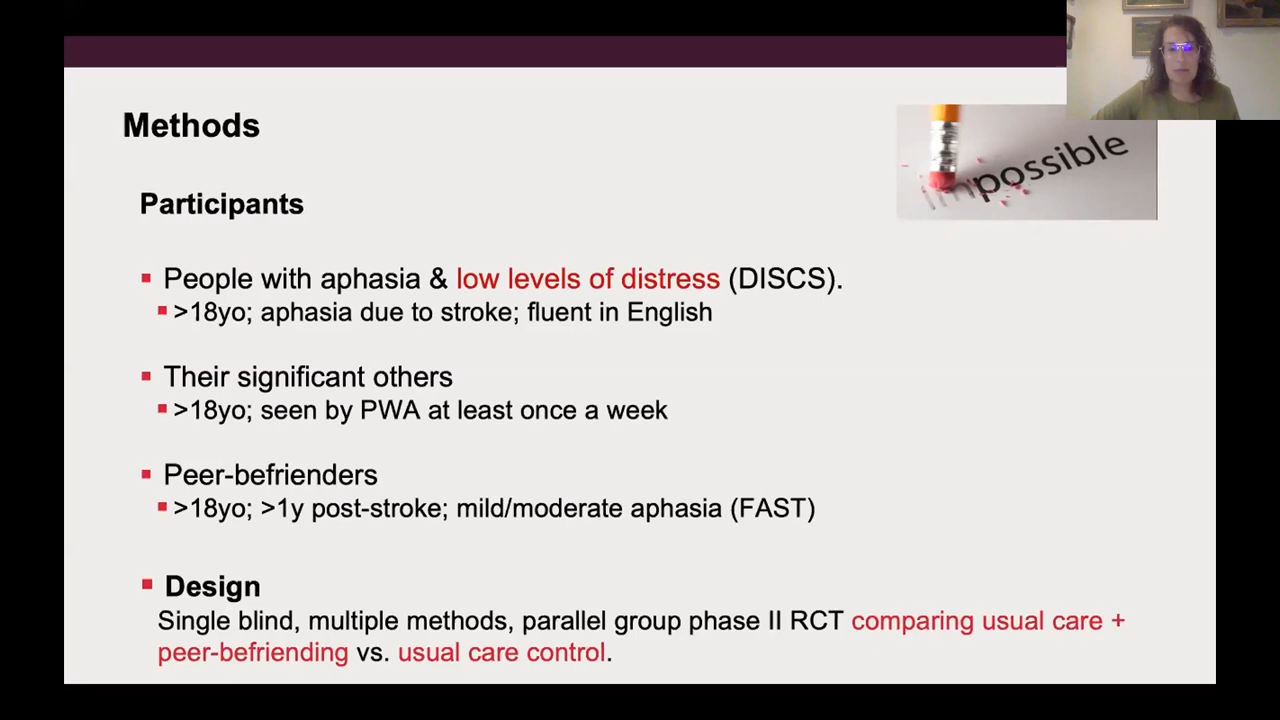 Methods
impossible
Participants
▪ People with aphasia & low levels of distress (DISCS).
▪ >18yo; aphasia due to stroke; fluent in English
▪ Their significant others
▪ >18yo; seen by PWA at least once a week
▪ Peer-befrienders
▪ >18yo; >1y post-stroke; mild/moderate aphasia (FAST)
▪ Design
Single blind, multiple methods, parallel group phase II RCT comparing usual care +
peer-befriending vs. usual care control.